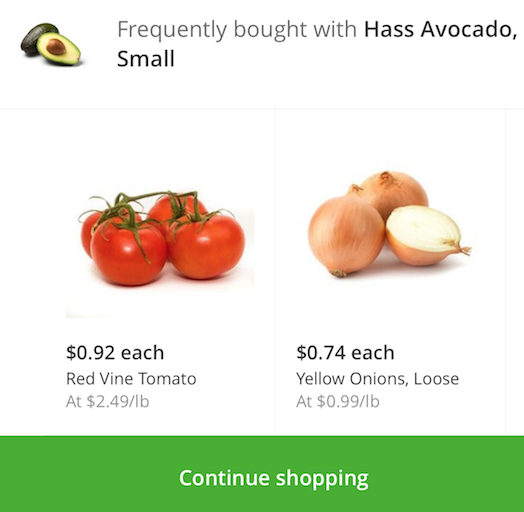 Frequently bought with Hass Avocado,
Small
$0.92 each
Red Vine Tomato
At $2.49/lb
$0.74 each
Yellow Onions, Loose
At $0.99/lb
Continue shopping